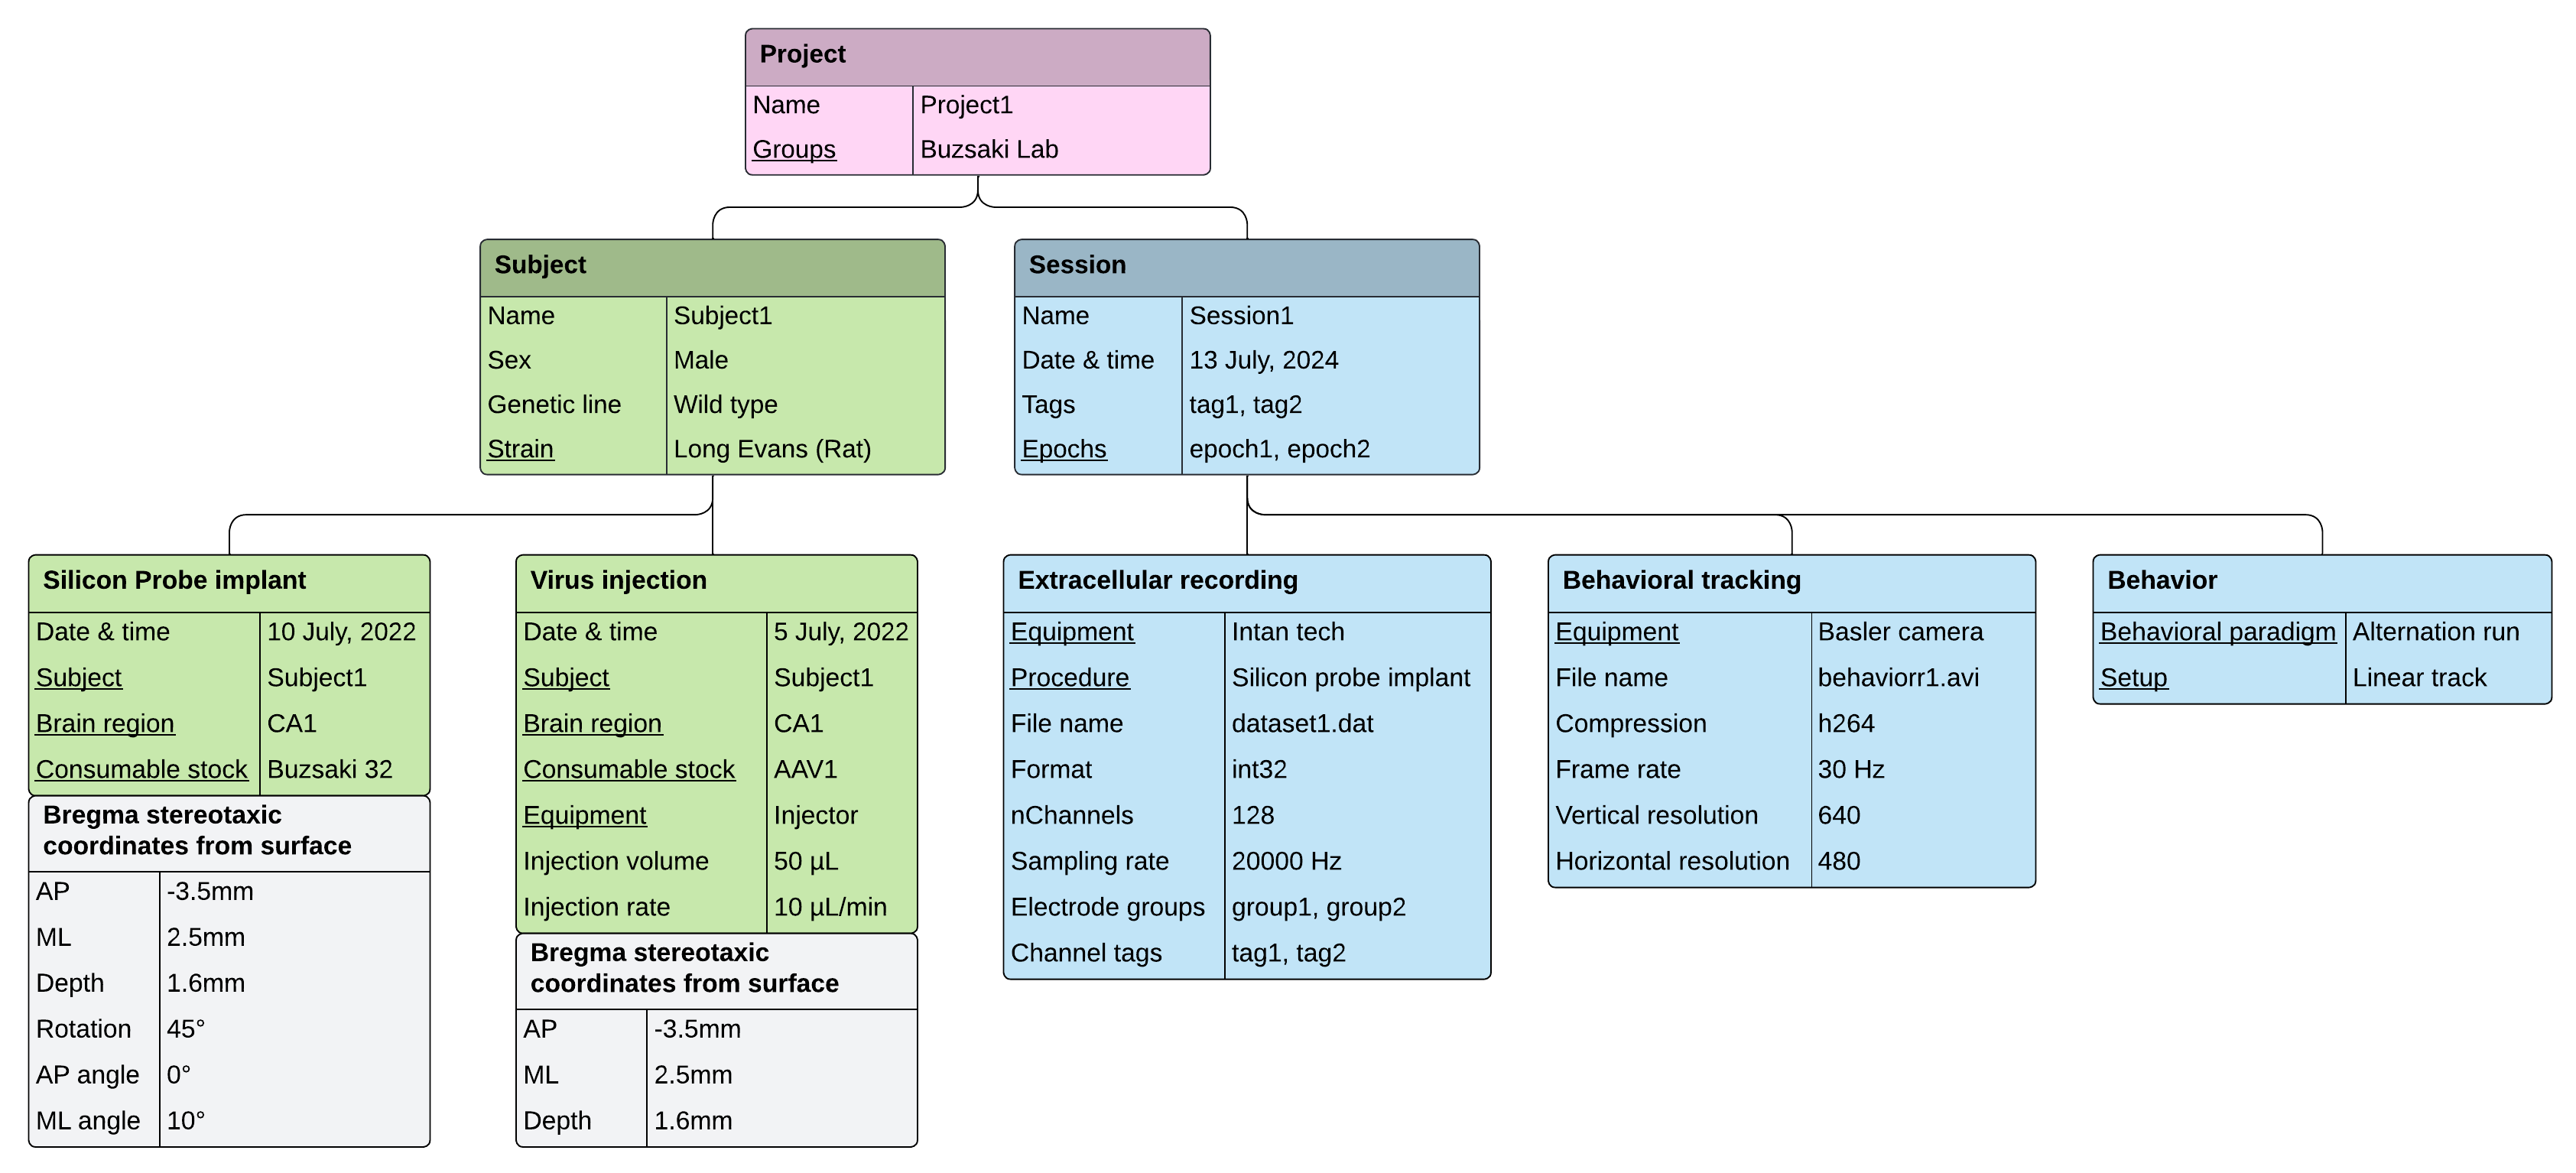 Project
Name Project1
Groups Buzsaki Lab
Subject
Name Subject1
Sex Male
Genetic line Wild type
Strain Long Evans (Rat)
Session
Name Session1
Date & time 13 July, 2024
Tags tag1, tag2
Epochs epoch1, epoch2
Silicon Probe implant
Date & time 10 July, 2022
Subject Subject1
Brain region CA1
Consumable stock Buzsaki 32
Bregma stereotaxic
coordinates from surface
AP -3.5mm
ML 2.5mm
Depth 1.6mm
Rotation 45°
AP angle 0°
ML angle 10°
Virus injection
Date & time 5 July, 2022
Subject Subject1
Brain region CA1
Consumable stock AAV1
Equipment Injector
Injection volume 50 µL
Injection rate 10 µL/min
Bregma stereotaxic
coordinates from surface
AP -3.5mm
ML 2.5mm
Depth 1.6mm
Extracellular recording
Equipment Intan tech
Procedure Silicon probe implant
File name dataset1.dat
Format int32
nChannels 128
Sampling rate 20000 Hz
Electrode groups group1, group2
Channel tags tag1, tag2
Behavioral tracking
Equipment Basler camera
File name behaviorr1.avi
Compression h264
Frame rate 30 Hz
Vertical resolution 640
Horizontal resolution 480
Behavior
Behavioral paradigm Alternation run
Setup Linear track